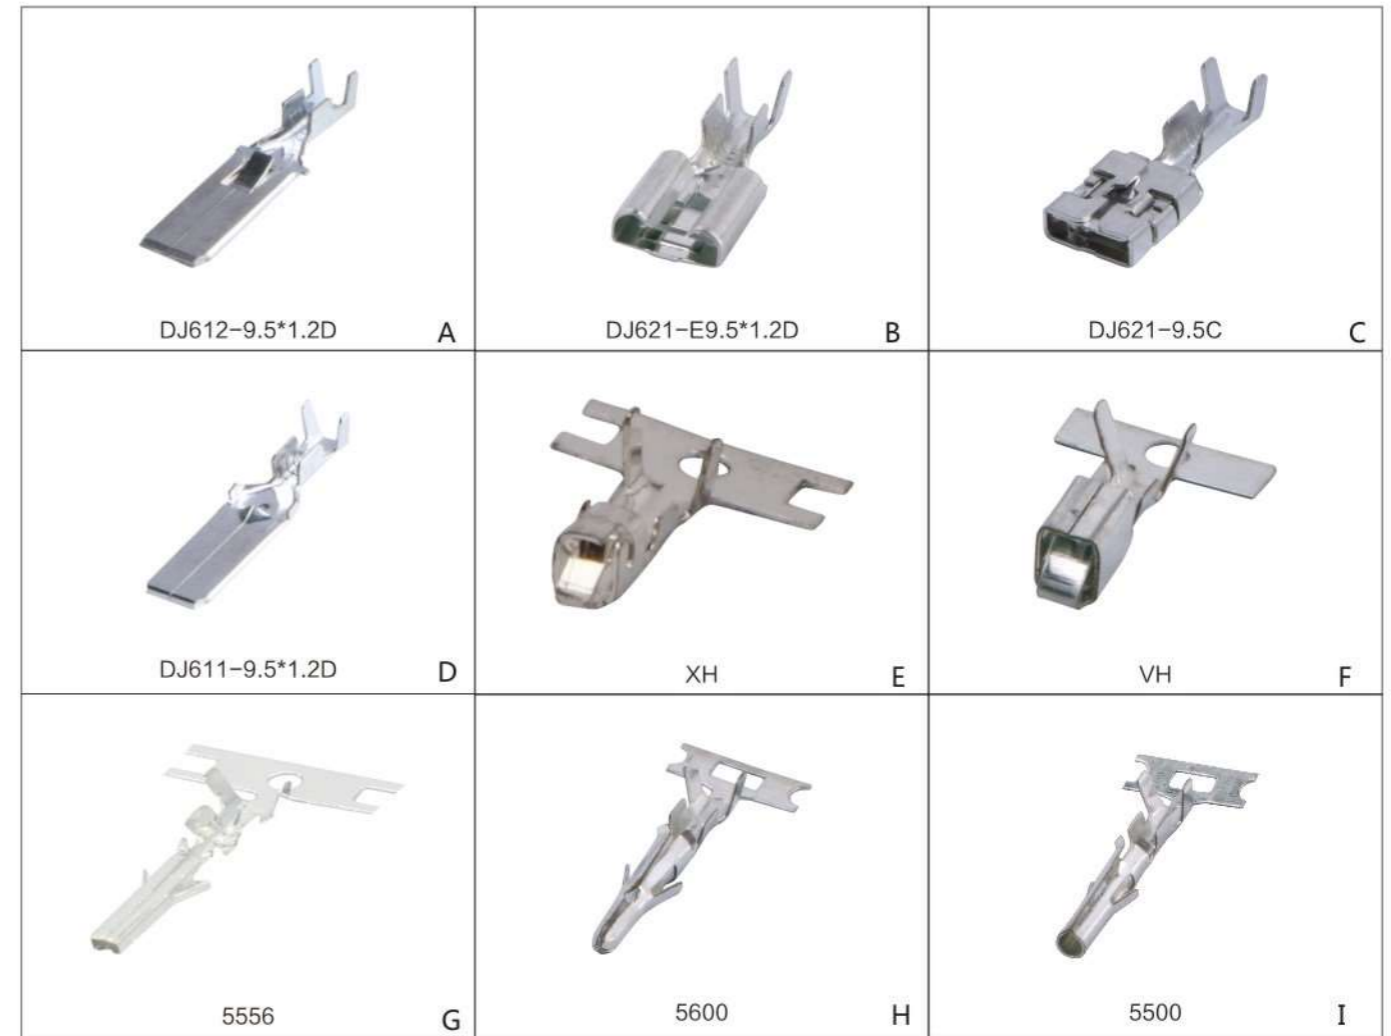 DJ612-9.5*1.2D A
DJ621-E9.5*1.2D B
DJ621-9.5C C
DJ611-9.5*1.2D D
XH E
VH F
5556 G
5600 H
5500 I